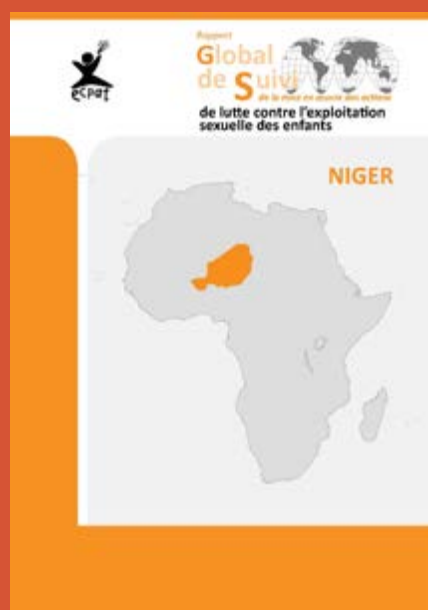 ecpat
Rapport
Global
de Suivi
de la mise en œuvre des actions
de lutte contre l'exploitation
sexuelle des enfants
NIGER